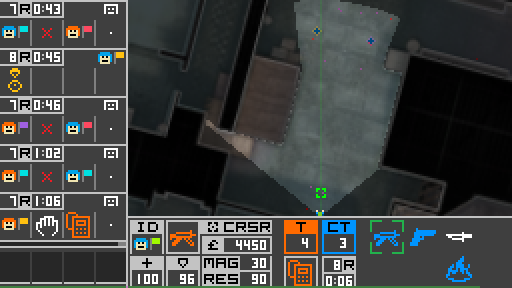 7R 0:43
8R 0:45
7R 0:46
7R 1:02
7R 1:06
ID
CRSR
£ 4450
T
CT
4
3
100
96
MAG 30
RES 90
8R
0:06